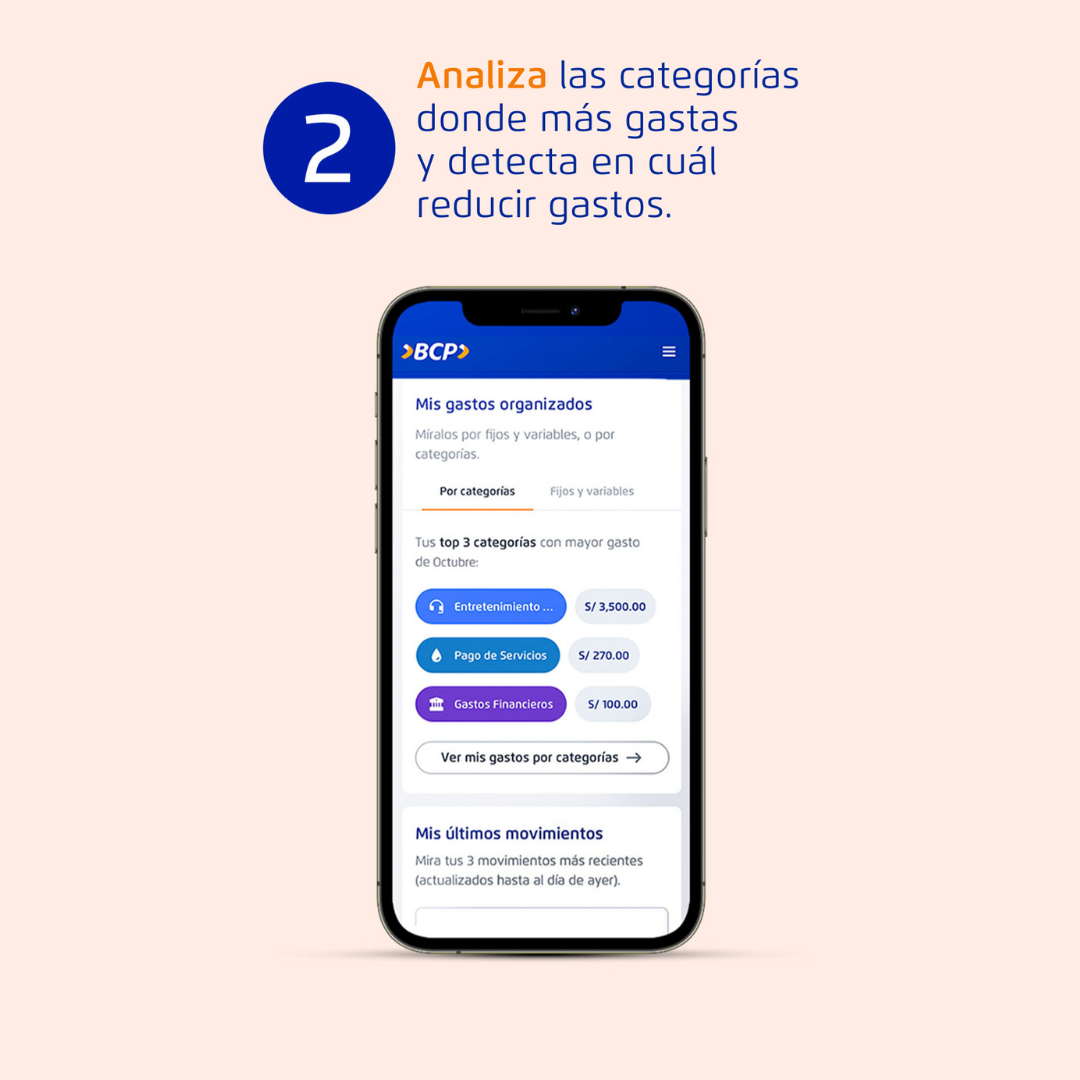 2
Analiza las categorías
donde más gastas
y detecta en cuál
reducir gastos.
BCP
Mis gastos organizados
Míralos por fijos y variables, o por
categorías.
Por categorías Fijos y variables
Tus top 3 categorías con mayor gasto
de Octubre:
Entretenimiento ... S/ 3,500.00
Pago de Servicios S/ 270.00
Gastos Financieros S/ 100.00
Ver mis gastos por categorías →
Mis últimos movimientos
Mira tus 3 movimientos más recientes
(actualizados hasta al día de ayer).